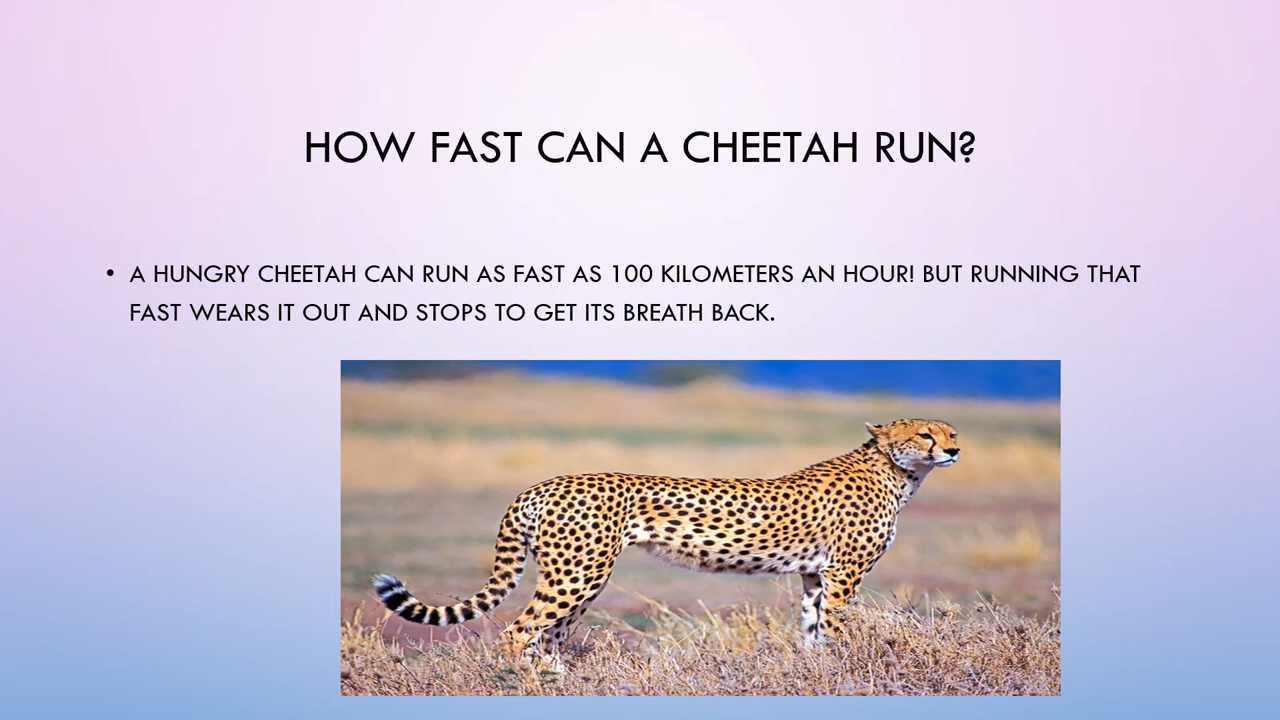 HOW FAST CAN A CHEETAH RUN?
• A HUNGRY CHEETAH CAN RUN AS FAST AS 100 KILOMETERS AN HOUR! BUT RUNNING THAT
FAST WEARS IT OUT AND STOPS TO GET ITS BREATH BACK.